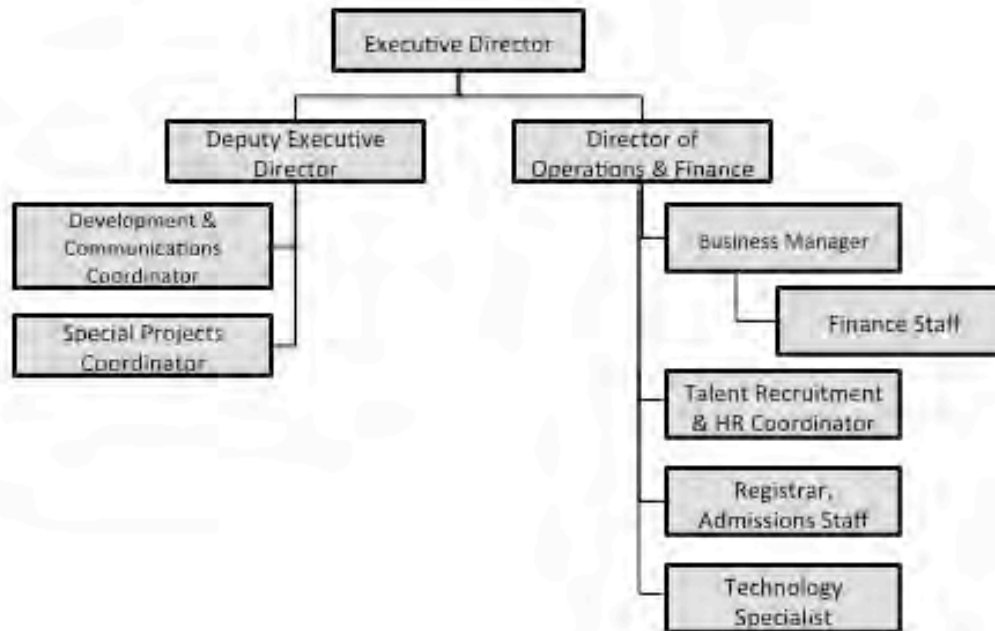 Executive Director
Deputy Executive
Director
Director of
Operations & Finance
Development &
Communications
Coordinator
Special Projects
Coordinator
Business Manager
Finance Staff
Talent Recruitment
& HR Coordinator
Registrar,
Admissions Staff
Technology
Specialist